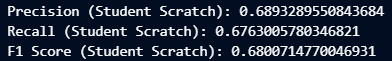 Precision (Student Scratch): 0.6893289550843684
Recall (Student Scratch): 0.6763005780346821
F1 Score (Student Scratch): 0.6800714770046931